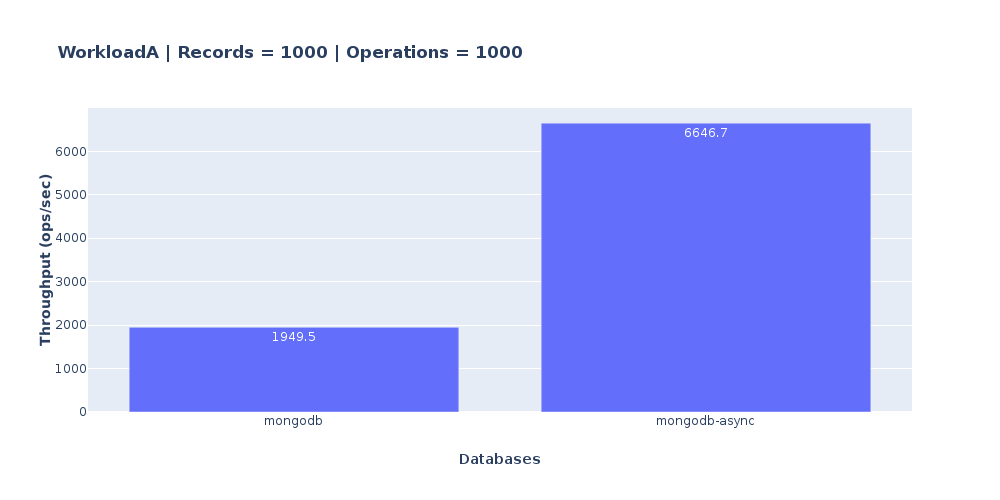 WorkloadA | Records = 1000 | Operations = 1000
Throughput (ops/sec)
6000
5000
4000
3000
2000
1000
0
1949.5
6646.7
mongodb
mongodb-async
Databases